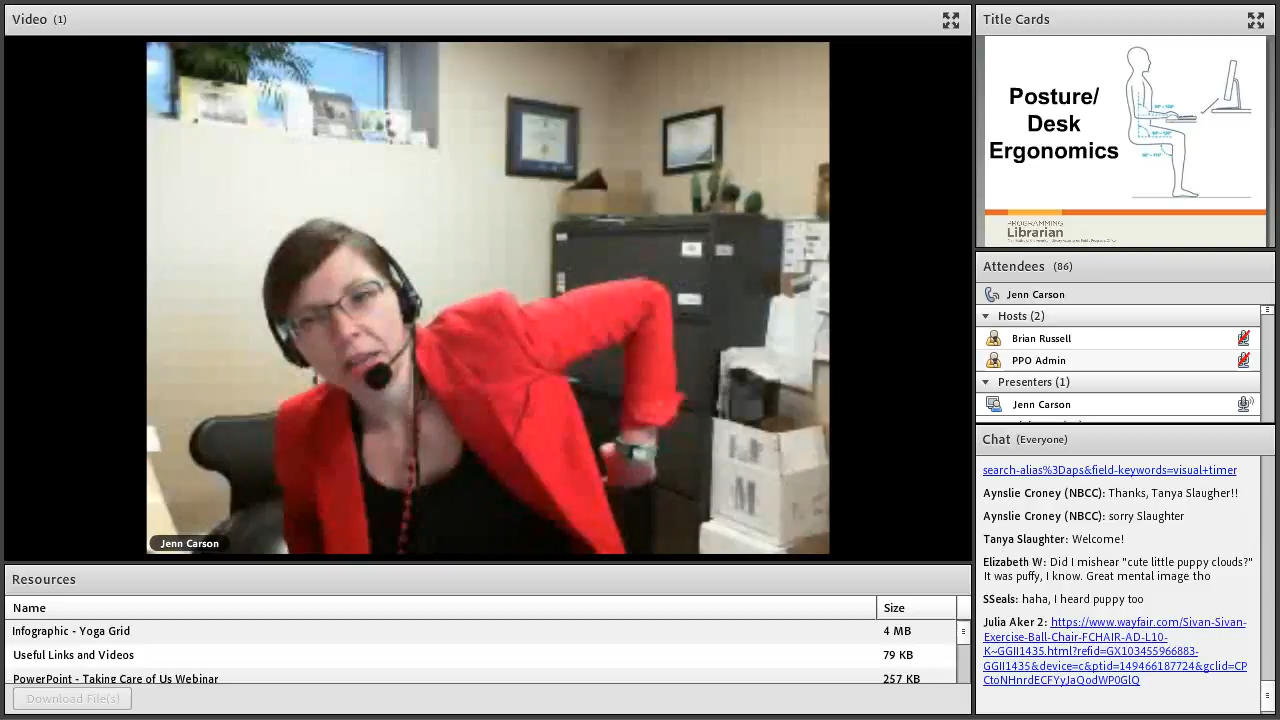 Video (1)
Jenn Carson
Resources
Name Size
Infographic - Yoga Grid 4 MB
Useful Links and Videos 79 KB
PowerPoint - Taking Care of Us Webinar 257 KB
Download File(s)
Title Cards
Posture/
Desk
Ergonomics
PROGRAMMING
Librarian
Attendees (86)
Jenn Carson
Hosts (2)
Brian Russell
PPO Admin
Presenters (1)
Jenn Carson
Chat (Everyone)
search-alias%3Daps&field-keywords=visual+timer
Aynslie Croney (NBCC): Thanks, Tanya Slaugher!!
Aynslie Croney (NBCC): sorry Slaughter
Tanya Slaughter: Welcome!
Elizabeth W: Did I mishear "cute little puppy clouds?"
It was puffy, I know. Great mental image tho
SSeals: haha, I heard puppy too
Julia Aker 2: https://www.wayfair.com/Sivan-Sivan-
Exercise-Ball-Chair-FCHAIR-AD-L10-
K~GGII1435.html?refid=GX103455966883-
GGII1435&device=c&ptid=149466187724&gclid=CP
CtoNHnrdECFYyJaQodWP0GlQ